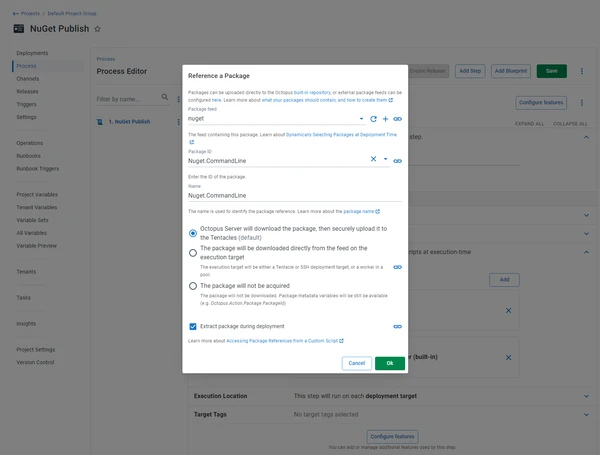 ← Projects / Default Project Group
NuGet Publish
Deployments
Process
Channels
Releases
Triggers
Settings
Operations
Runbooks
Runbook Triggers
Project Variables
Tenant Variables
Variable Sets
All Variables
Variable Preview
Tenants
Tasks
Insights
Project Settings
Version Control
Process
Process Editor
Create Release
Add Step
Add Blueprint
Save
Filter by name...
1. NuGet Publish
Configure features
EXPAND ALL
COLLAPSE ALL
step.
Reference a Package
Packages can be uploaded directly to the Octopus built-in repository, or external package feeds can be
configured here. Learn more about what your packages should contain, and how to create them
Package feed
nuget
The feed containing this package. Learn about Dynamically Selecting Packages at Deployment Time.
Package ID
Nuget.CommandLine
Enter the ID of the package.
Name
Nuget.CommandLine
The name is used to identify the package reference. Learn more about the package name
Octopus Server will download the package, then securely upload it to
the Tentacles (default)
The package will be downloaded directly from the feed on the
execution target
The execution target will be either a Tentacle or SSH deployment target, or a worker in a
pool.
The package will not be acquired
The package will not be downloaded. Package metadata variables will be still be available
(e.g. Octopus.Action.Package.PackageId).
Extract package during deployment
Learn more about Accessing Package References from a Custom Script
Cancel
Ok
cripts at execution-time
Add
er (built-in)
Execution Location
This step will run on each deployment target
Target Tags
No target tags selected
Configure features
You can add or manage additional features used by this step.